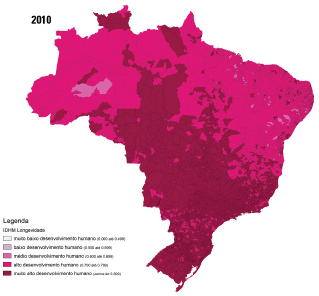 2010
Legenda
IDHM Longevidade
muito baixo desenvolvimento humano (0.000 até 0.499)
baixo desenvolvimento humano (0.500 até 0.599)
médio desenvolvimento humano (0.600 até 0.699)
alto desenvolvimento humano (0.700 até 0.799)
muito alto desenvolvimento humano (acima de 0.800)